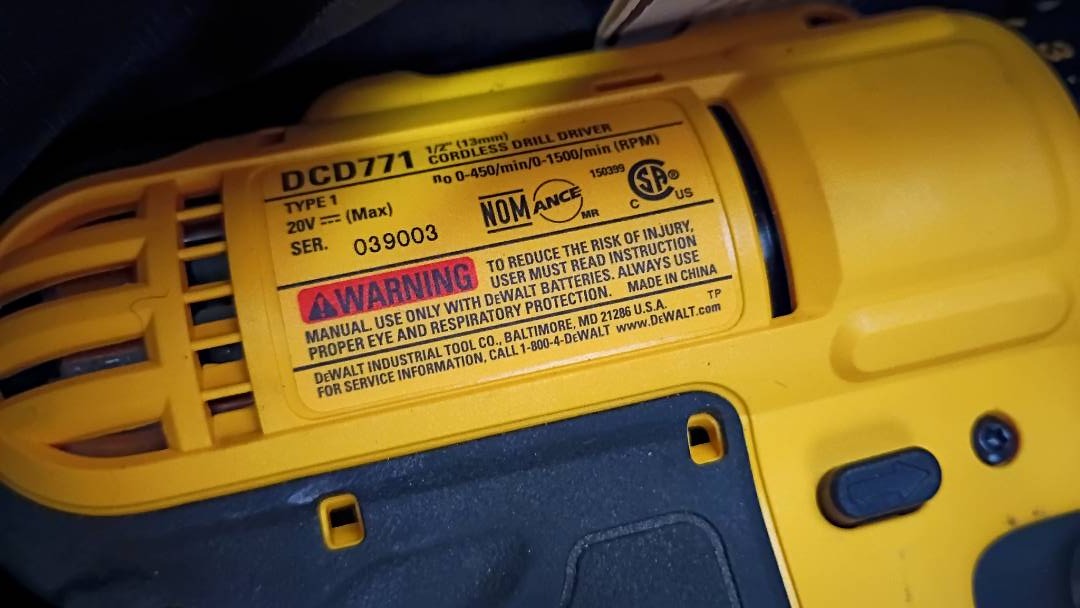 DCD771 1/2" (13mm)
CORDLESS DRILL DRIVER
n0 0-450/min/0-1500/min (RPM)
TYPE 1
20V ⎓ (Max)
SER. 039003
NOMANCE MR
150399
CSA®
C US
WARNING TO REDUCE THE RISK OF INJURY,
USER MUST READ INSTRUCTION
MANUAL. USE ONLY WITH DEWALT BATTERIES. ALWAYS USE
PROPER EYE AND RESPIRATORY PROTECTION. MADE IN CHINA
DEWALT INDUSTRIAL TOOL CO., BALTIMORE, MD 21286 U.S.A. TP
FOR SERVICE INFORMATION, CALL 1-800-4-DEWALT www.DEWALT.com